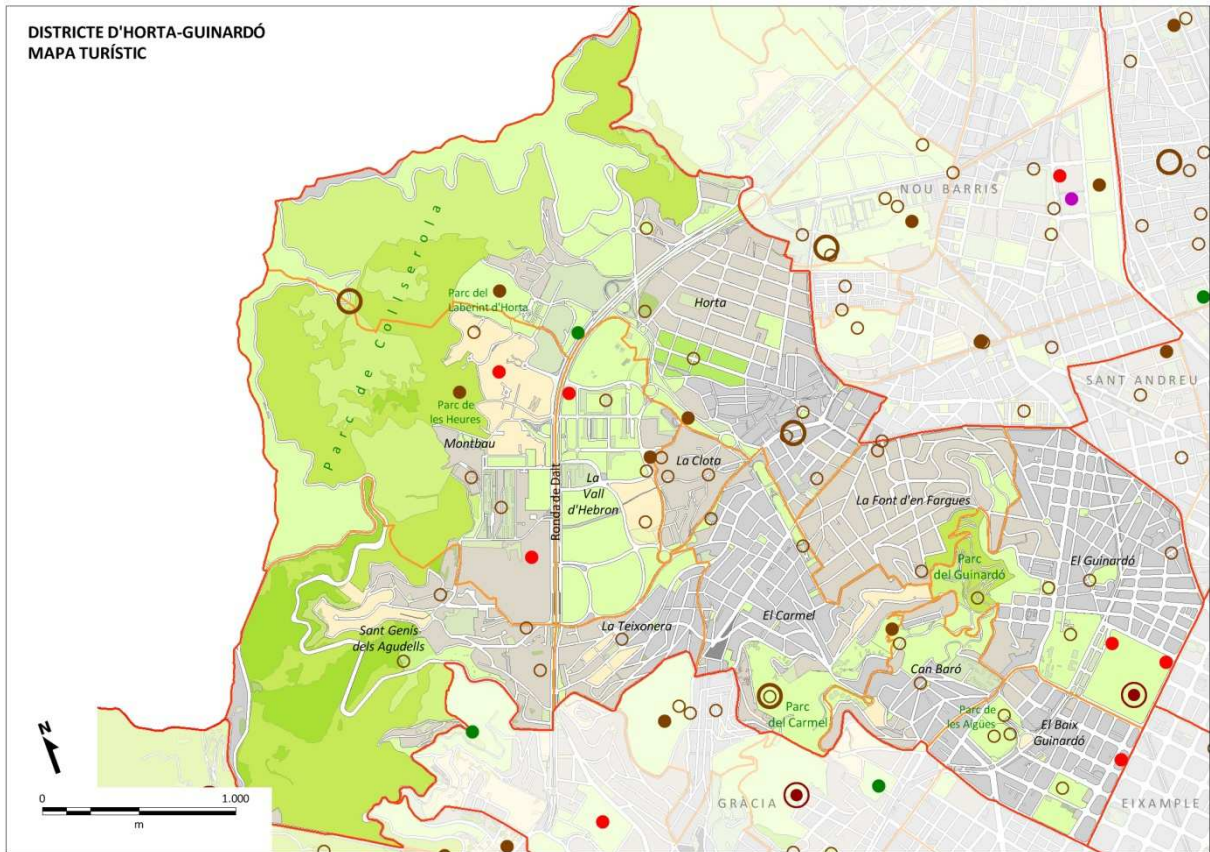 DISTRICTE D'HORTA-GUINARDÓ
MAPA TURÍSTIC
NOU BARRIS
Parc de Collserola
Parc del
Laberint d'Horta
Horta
SANT ANDREU
Parc de
les Heures
Montbau
La Clota
La
Vall
d'Hebron
Ronda de Dalt
La Font d'en Fargues
Parc
del Guinardó
El Guinardó
El Carmel
La Teixonera
Sant Genís
dels Agudells
Can Baró
Parc
del Carmel
Parc de
les Aigües
El Baix
Guinardó
N
0
1.000
m
GRÀCIA
EIXAMPLE